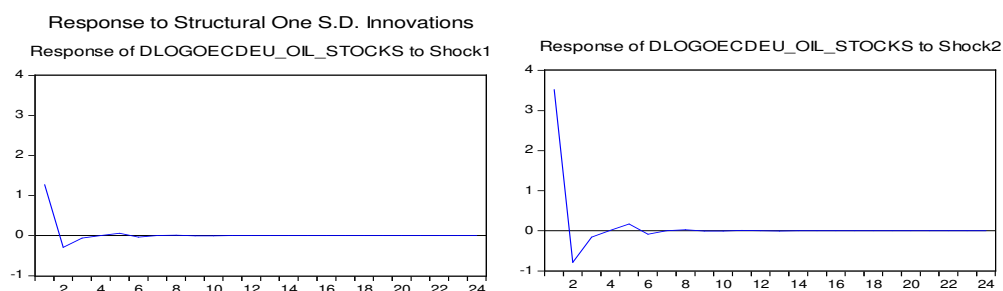 Response to Structural One S.D. Innovations
Response of DLOGOECDEU_OIL_STOCKS to Shock1
4
3
2
1
0
-1
2 4 6 8 10 12 14 16 18 20 22 24
Response of DLOGOECDEU_OIL_STOCKS to Shock2
4
3
2
1
0
-1
2 4 6 8 10 12 14 16 18 20 22 24